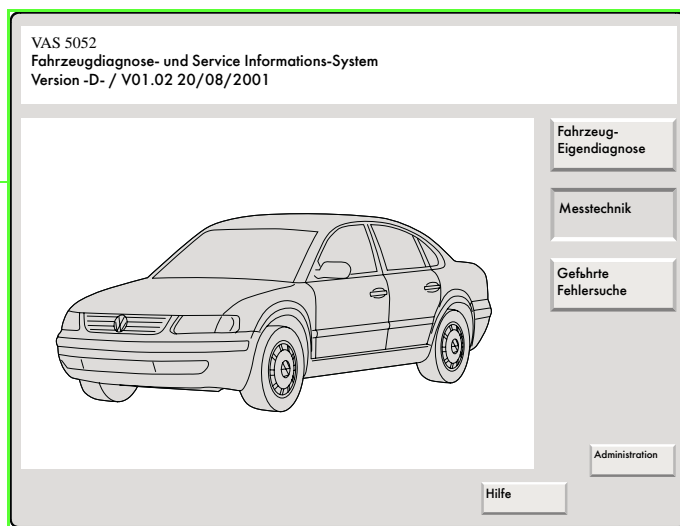 VAS 5052
Fahrzeugdiagnose- und Service Informations-System
Version -D- / V01.02 20/08/2001
Fahrzeug-
Eigendiagnose
Messtechnik
Gefьhrte
Fehlersuche
Administration
Hilfe